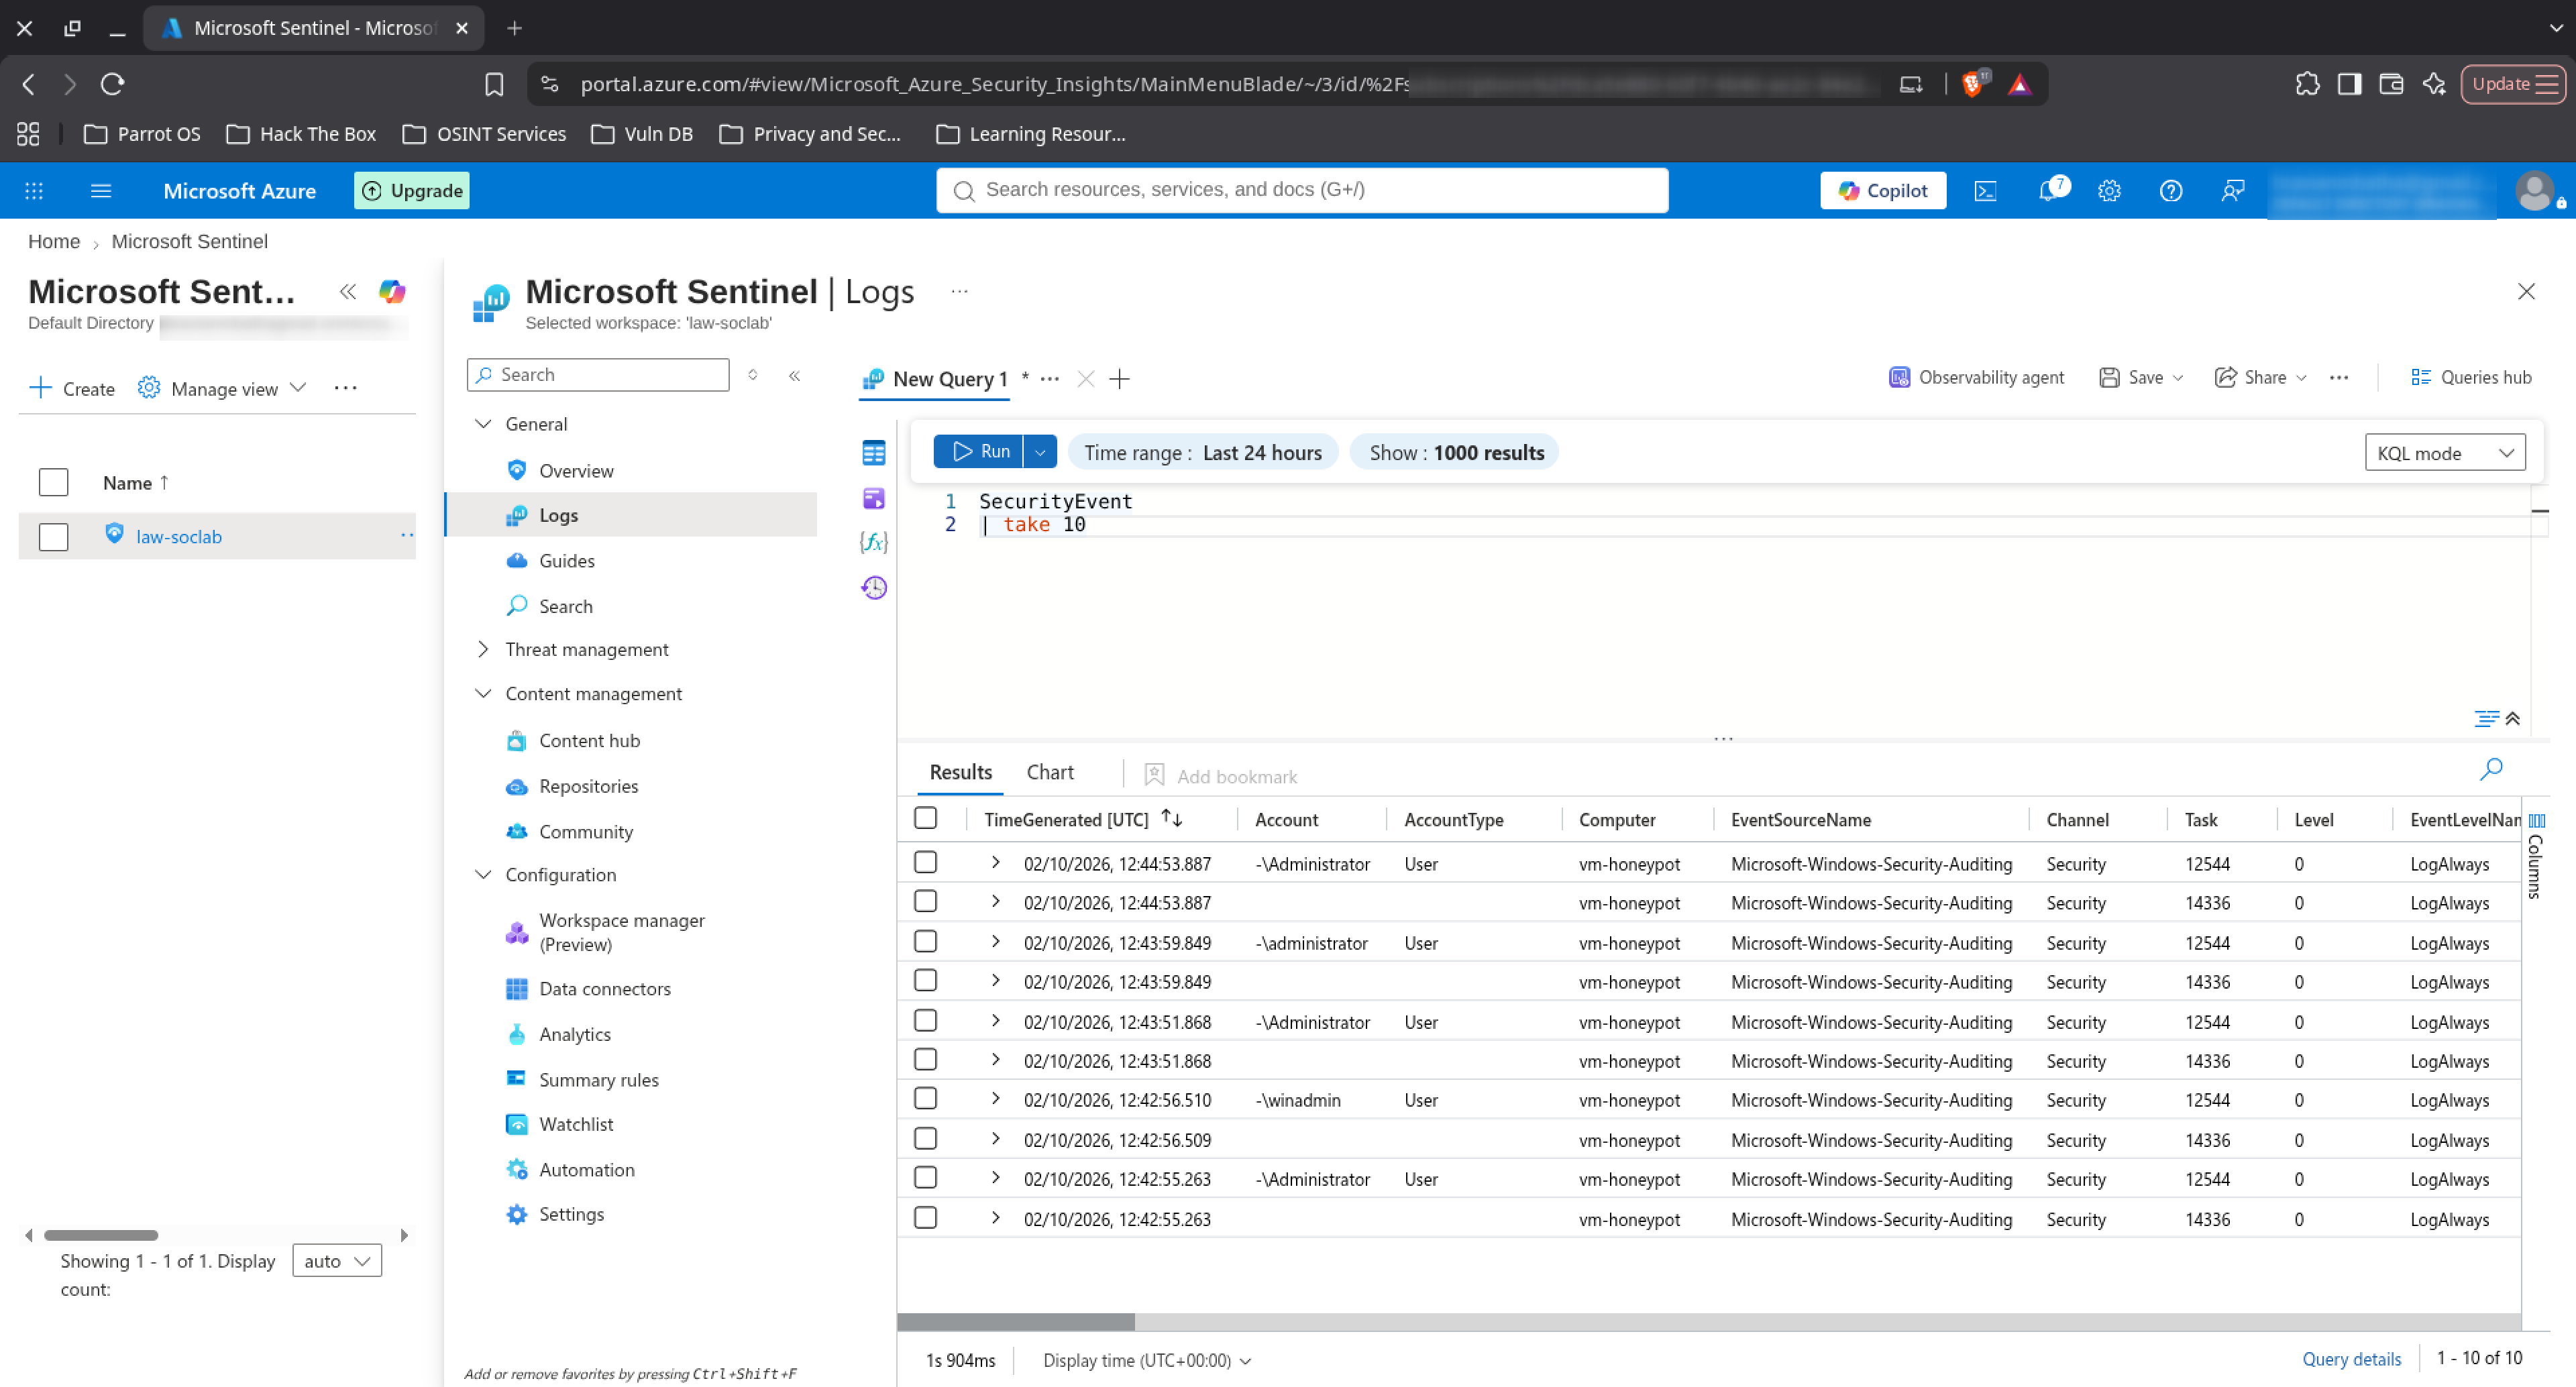 Microsoft Sentinel - Microsof
portal.azure.com/#view/Microsoft_Azure_Security_Insights/MainMenuBlade/~/3/id/%2Fs
Update
Parrot OS
Hack The Box
OSINT Services
Vuln DB
Privacy and Sec...
Learning Resour...
Microsoft Azure
Upgrade
Search resources, services, and docs (G+/)
Copilot
7
Home > Microsoft Sentinel
Microsoft Sent...
Default Directory
Create
Manage view
Name ↑
law-soclab
Showing 1 - 1 of 1. Display count:
auto
Microsoft Sentinel | Logs
Selected workspace: 'law-soclab'
Search
General
Overview
Logs
Guides
Search
Threat management
Content management
Content hub
Repositories
Community
Configuration
Workspace manager
(Preview)
Data connectors
Analytics
Summary rules
Watchlist
Automation
Settings
Add or remove favorites by pressing Ctrl+Shift+F
New Query 1 *
Observability agent
Save
Share
Queries hub
Run
Time range : Last 24 hours
Show : 1000 results
KQL mode
1 SecurityEvent
2 | take 10
{fx}
Results
Chart
Add bookmark
TimeGenerated [UTC] ↑↓ Account AccountType Computer EventSourceName Channel Task Level EventLevelNam
02/10/2026, 12:44:53.887 -\Administrator User vm-honeypot Microsoft-Windows-Security-Auditing Security 12544 0 LogAlways
02/10/2026, 12:44:53.887 vm-honeypot Microsoft-Windows-Security-Auditing Security 14336 0 LogAlways
02/10/2026, 12:43:59.849 -\administrator User vm-honeypot Microsoft-Windows-Security-Auditing Security 12544 0 LogAlways
02/10/2026, 12:43:59.849 vm-honeypot Microsoft-Windows-Security-Auditing Security 14336 0 LogAlways
02/10/2026, 12:43:51.868 -\Administrator User vm-honeypot Microsoft-Windows-Security-Auditing Security 12544 0 LogAlways
02/10/2026, 12:43:51.868 vm-honeypot Microsoft-Windows-Security-Auditing Security 14336 0 LogAlways
02/10/2026, 12:42:56.510 -\winadmin User vm-honeypot Microsoft-Windows-Security-Auditing Security 12544 0 LogAlways
02/10/2026, 12:42:56.509 vm-honeypot Microsoft-Windows-Security-Auditing Security 14336 0 LogAlways
02/10/2026, 12:42:55.263 -\Administrator User vm-honeypot Microsoft-Windows-Security-Auditing Security 12544 0 LogAlways
02/10/2026, 12:42:55.263 vm-honeypot Microsoft-Windows-Security-Auditing Security 14336 0 LogAlways
Columns
1s 904ms
Display time (UTC+00:00)
Query details
1 - 10 of 10